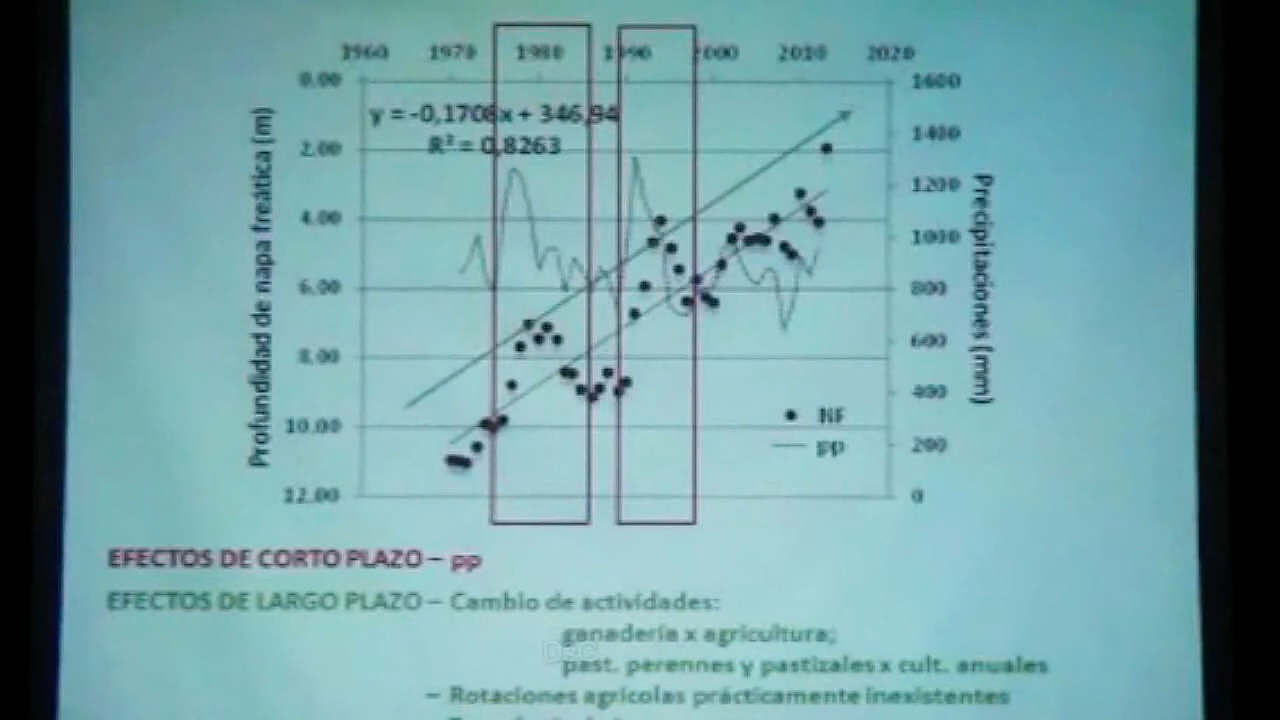 1960 1970 1980 1990 2000 2010 2020
0.00 1600
y = -0,1706x + 346,94
1400
R² = 0,8263
2.00
1200
4.00
1000
6.00 800
600
8.00
400
NF
10.00
200
pp
12.00 0
Profundidad de napa freática (m)
Precipitaciones (mm)
EFECTOS DE CORTO PLAZO – pp
EFECTOS DE LARGO PLAZO – Cambio de actividades:
ganadería x agricultura;
past. perennes y pastizales x cult. anuales
– Rotaciones agrícolas prácticamente inexistentes